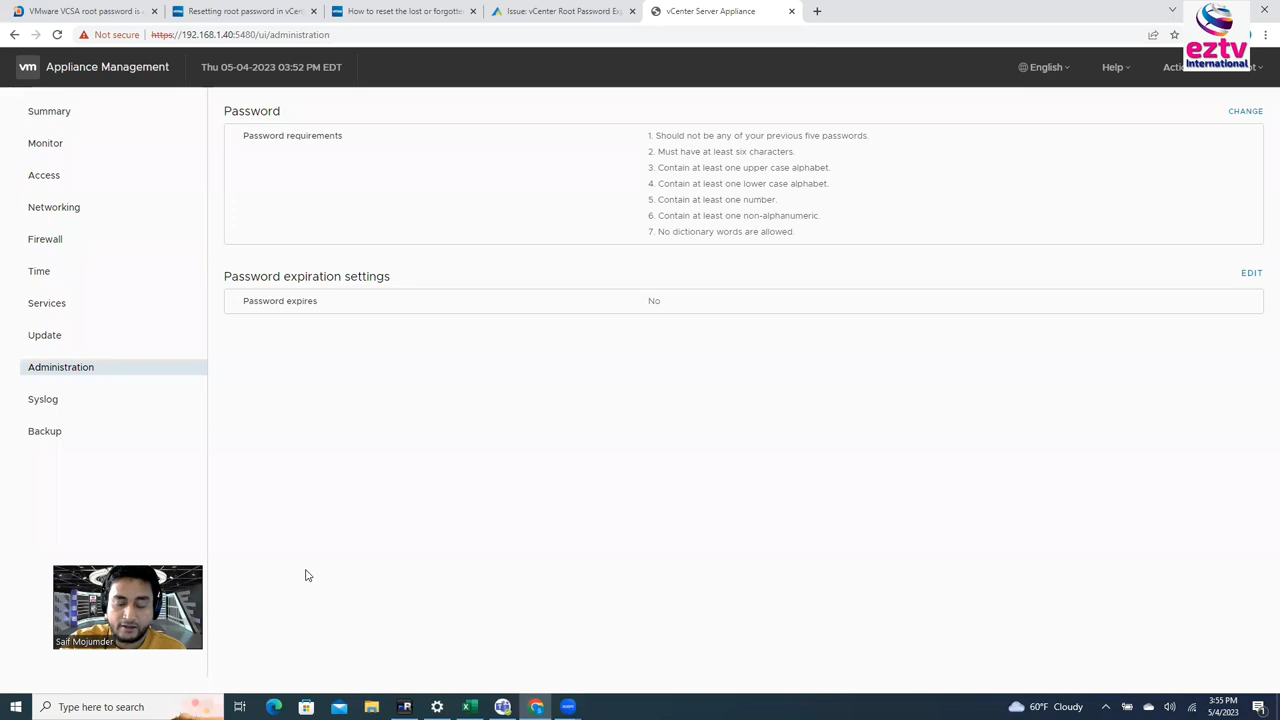 VMware VCSA root password is
Resetting root password in vCen
How to reset the lost or forgotte
Issue: vCenter Root Password Ex
vCenter Server Appliance
Not secure
https://192.168.1.40:5480/ui/administration
eztv
International
vm
Appliance Management
Thu 05-04-2023 03:52 PM EDT
English
Help
Summary
Monitor
Access
Networking
Firewall
Time
Services
Update
Administration
Syslog
Backup
Password
CHANGE
Password requirements
1. Should not be any of your previous five passwords.
2. Must have at least six characters.
3. Contain at least one upper case alphabet.
4. Contain at least one lower case alphabet.
5. Contain at least one number.
6. Contain at least one non-alphanumeric.
7. No dictionary words are allowed.
Password expiration settings
EDIT
Password expires
No
Saif Mojumder
Type here to search
60°F Cloudy
3:55 PM
5/4/2023